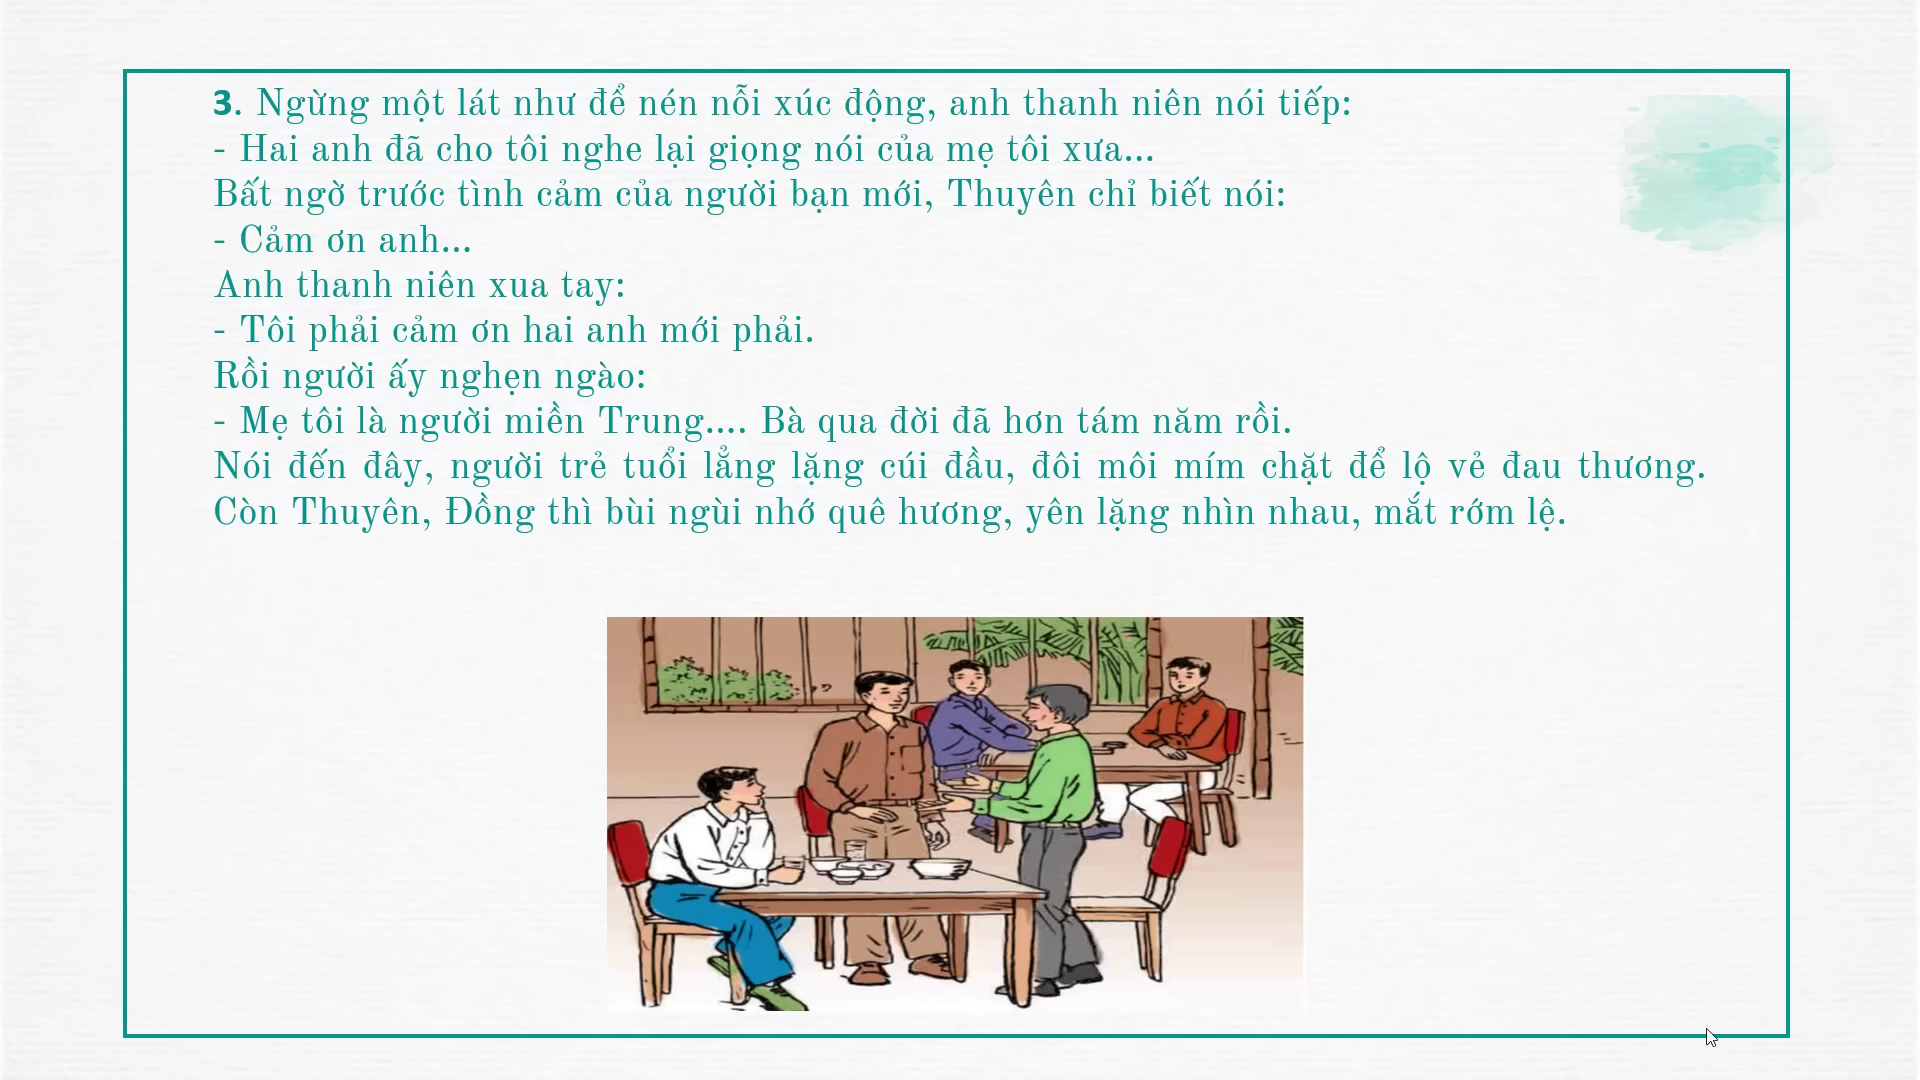 3. Ngừng một lát như để nén nỗi xúc động, anh thanh niên nói tiếp:
- Hai anh đã cho tôi nghe lại giọng nói của mẹ tôi xưa...
Bất ngờ trước tình cảm của người bạn mới, Thuyên chỉ biết nói:
- Cảm ơn anh...
Anh thanh niên xua tay:
- Tôi phải cảm ơn hai anh mới phải.
Rồi người ấy nghẹn ngào:
- Mẹ tôi là người miền Trung.... Bà qua đời đã hơn tám năm rồi.
Nói đến đây, người trẻ tuổi lẳng lặng cúi đầu, đôi môi mím chặt để lộ vẻ đau thương.
Còn Thuyên, Đồng thì bùi ngùi nhớ quê hương, yên lặng nhìn nhau, mắt rớm lệ.